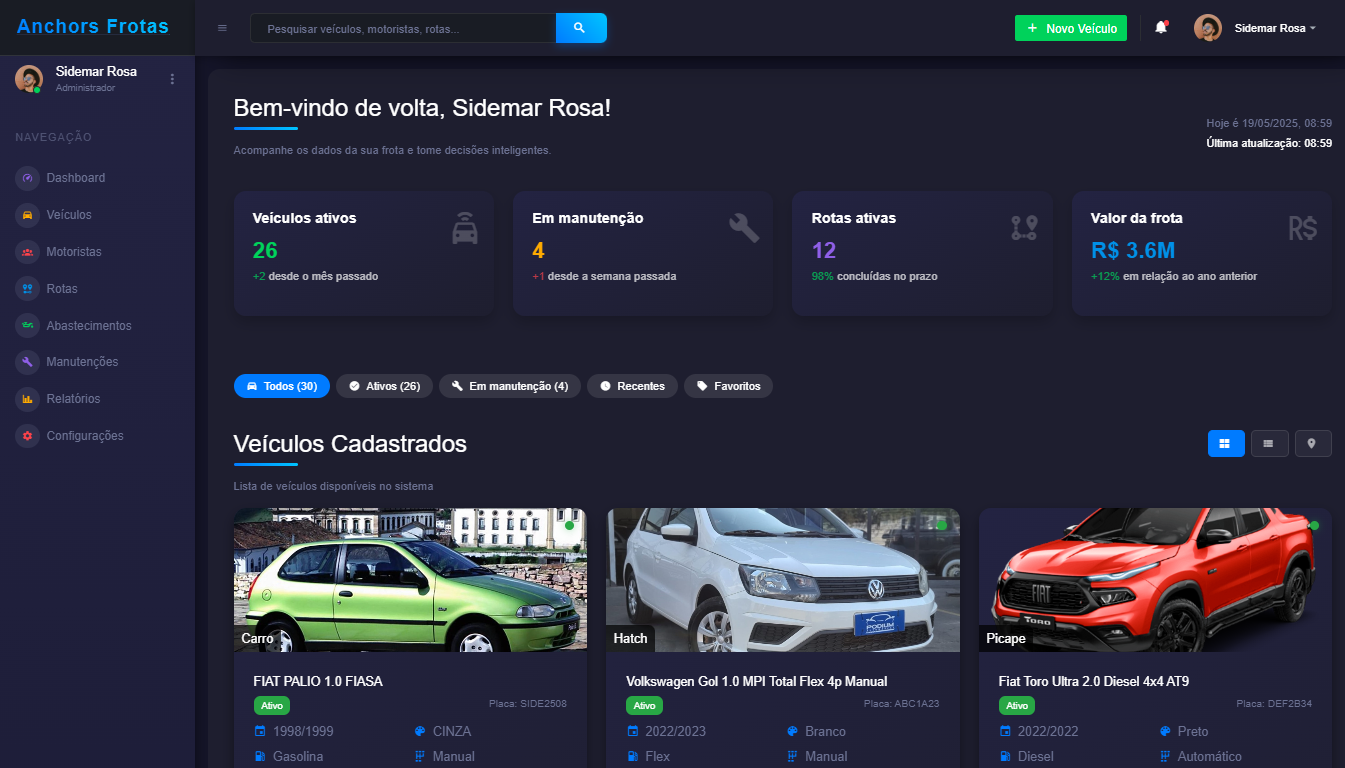 Anchors Frotas
Pesquisar veículos, motoristas, rotas...
Novo Veículo
Sidemar Rosa
Sidemar Rosa
Administrador
NAVEGAÇÃO
Dashboard
Veículos
Motoristas
Rotas
Abastecimentos
Manutenções
Relatórios
Configurações
Bem-vindo de volta, Sidemar Rosa!
Acompanhe os dados da sua frota e tome decisões inteligentes.
Hoje é 19/05/2025, 08:59
Última atualização: 08:59
Veículos ativos
26
+2 desde o mês passado
Em manutenção
4
+1 desde a semana passada
Rotas ativas
12
98% concluídas no prazo
Valor da frota
R$ 3.6M
+12% em relação ao ano anterior
R$
Todos (30)
Ativos (26)
Em manutenção (4)
Recentes
Favoritos
Veículos Cadastrados
Lista de veículos disponíveis no sistema
Carro
FIAT PALIO 1.0 FIASA
Ativo
Placa: SIDE2508
1998/1999
CINZA
Gasolina
Manual
PODIUM
Hatch
Volkswagen Gol 1.0 MPI Total Flex 4p Manual
Ativo
Placa: ABC1A23
2022/2023
Branco
Flex
Manual
FIAT
TORO
Picape
Fiat Toro Ultra 2.0 Diesel 4x4 AT9
Ativo
Placa: DEF2B34
2022/2022
Preto
Diesel
Automático